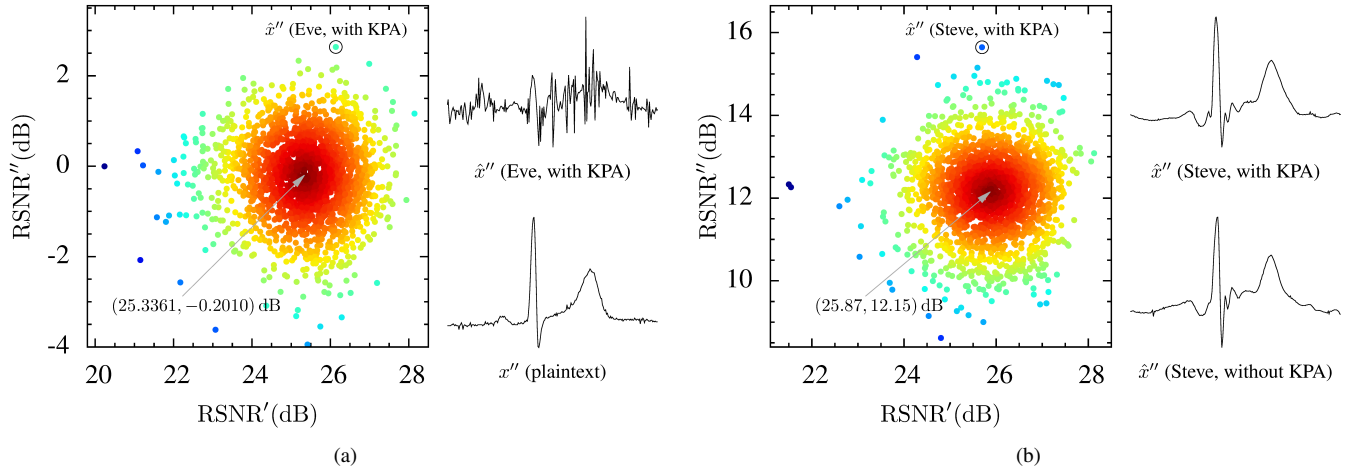 x̂′′ (Eve, with KPA)
2
0
-2
-4
RSNR′′(dB)
(25.3361, −0.2010) dB
20
22
24
26
28
RSNR′(dB)
x̂′′ (Eve, with KPA)
x′′ (plaintext)
(a)
x̂′′ (Steve, with KPA)
16
14
12
10
RSNR′′(dB)
(25.87, 12.15) dB
22
24
26
28
RSNR′(dB)
x̂′′ (Steve, with KPA)
x̂′′ (Steve, without KPA)
(b)